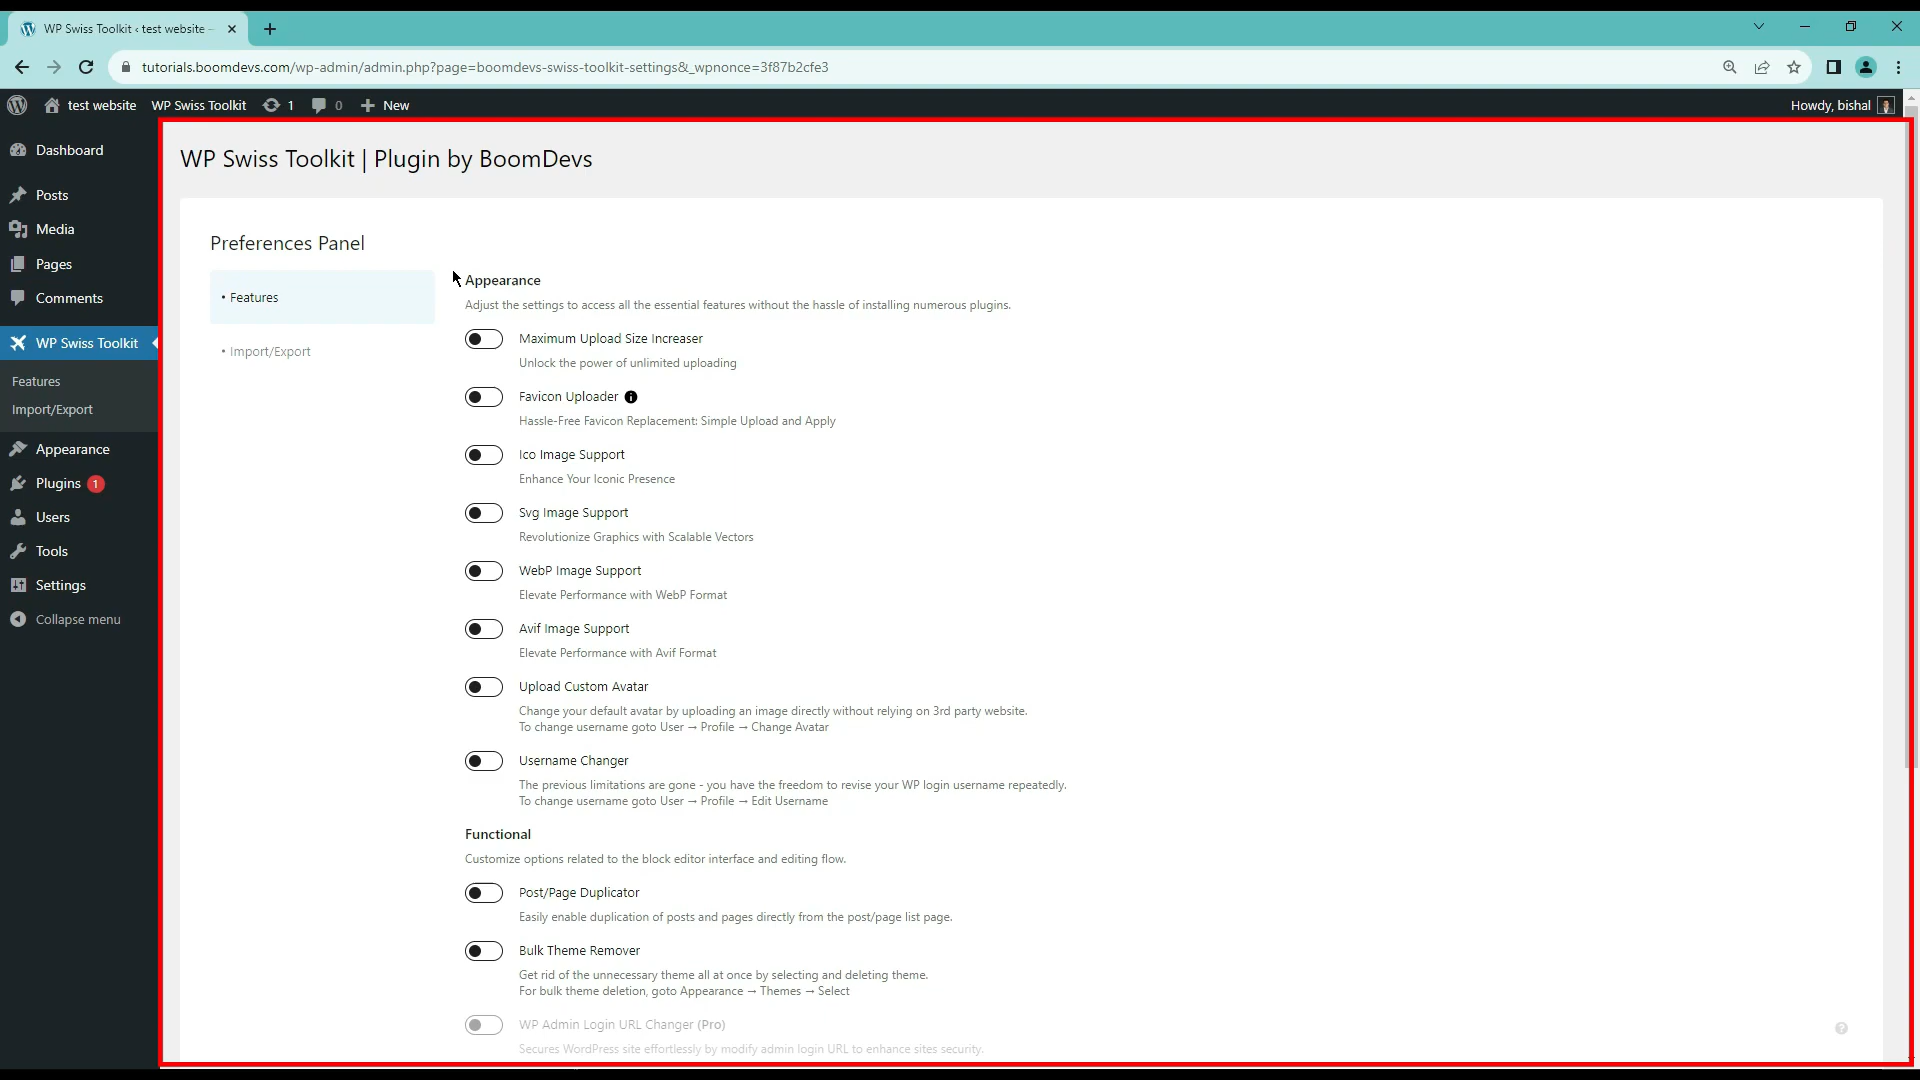 WP Swiss Toolkit ‹ test website –
tutorials.boomdevs.com/wp-admin/admin.php?page=boomdevs-swiss-toolkit-settings&_wpnonce=3f87b2cfe3
test website WP Swiss Toolkit 1 0 New Howdy, bishal
Dashboard
Posts
Media
Pages
Comments
WP Swiss Toolkit
Features
Import/Export
Appearance
Plugins 1
Users
Tools
Settings
Collapse menu
WP Swiss Toolkit | Plugin by BoomDevs
Preferences Panel
• Features
• Import/Export
Appearance
Adjust the settings to access all the essential features without the hassle of installing numerous plugins.
Maximum Upload Size Increaser
Unlock the power of unlimited uploading
Favicon Uploader
Hassle-Free Favicon Replacement: Simple Upload and Apply
Ico Image Support
Enhance Your Iconic Presence
Svg Image Support
Revolutionize Graphics with Scalable Vectors
WebP Image Support
Elevate Performance with WebP Format
Avif Image Support
Elevate Performance with Avif Format
Upload Custom Avatar
Change your default avatar by uploading an image directly without relying on 3rd party website.
To change username goto User → Profile → Change Avatar
Username Changer
The previous limitations are gone - you have the freedom to revise your WP login username repeatedly.
To change username goto User → Profile → Edit Username
Functional
Customize options related to the block editor interface and editing flow.
Post/Page Duplicator
Easily enable duplication of posts and pages directly from the post/page list page.
Bulk Theme Remover
Get rid of the unnecessary theme all at once by selecting and deleting theme.
For bulk theme deletion, goto Appearance → Themes → Select
WP Admin Login URL Changer (Pro)
Secures WordPress site effortlessly by modify admin login URL to enhance sites security.